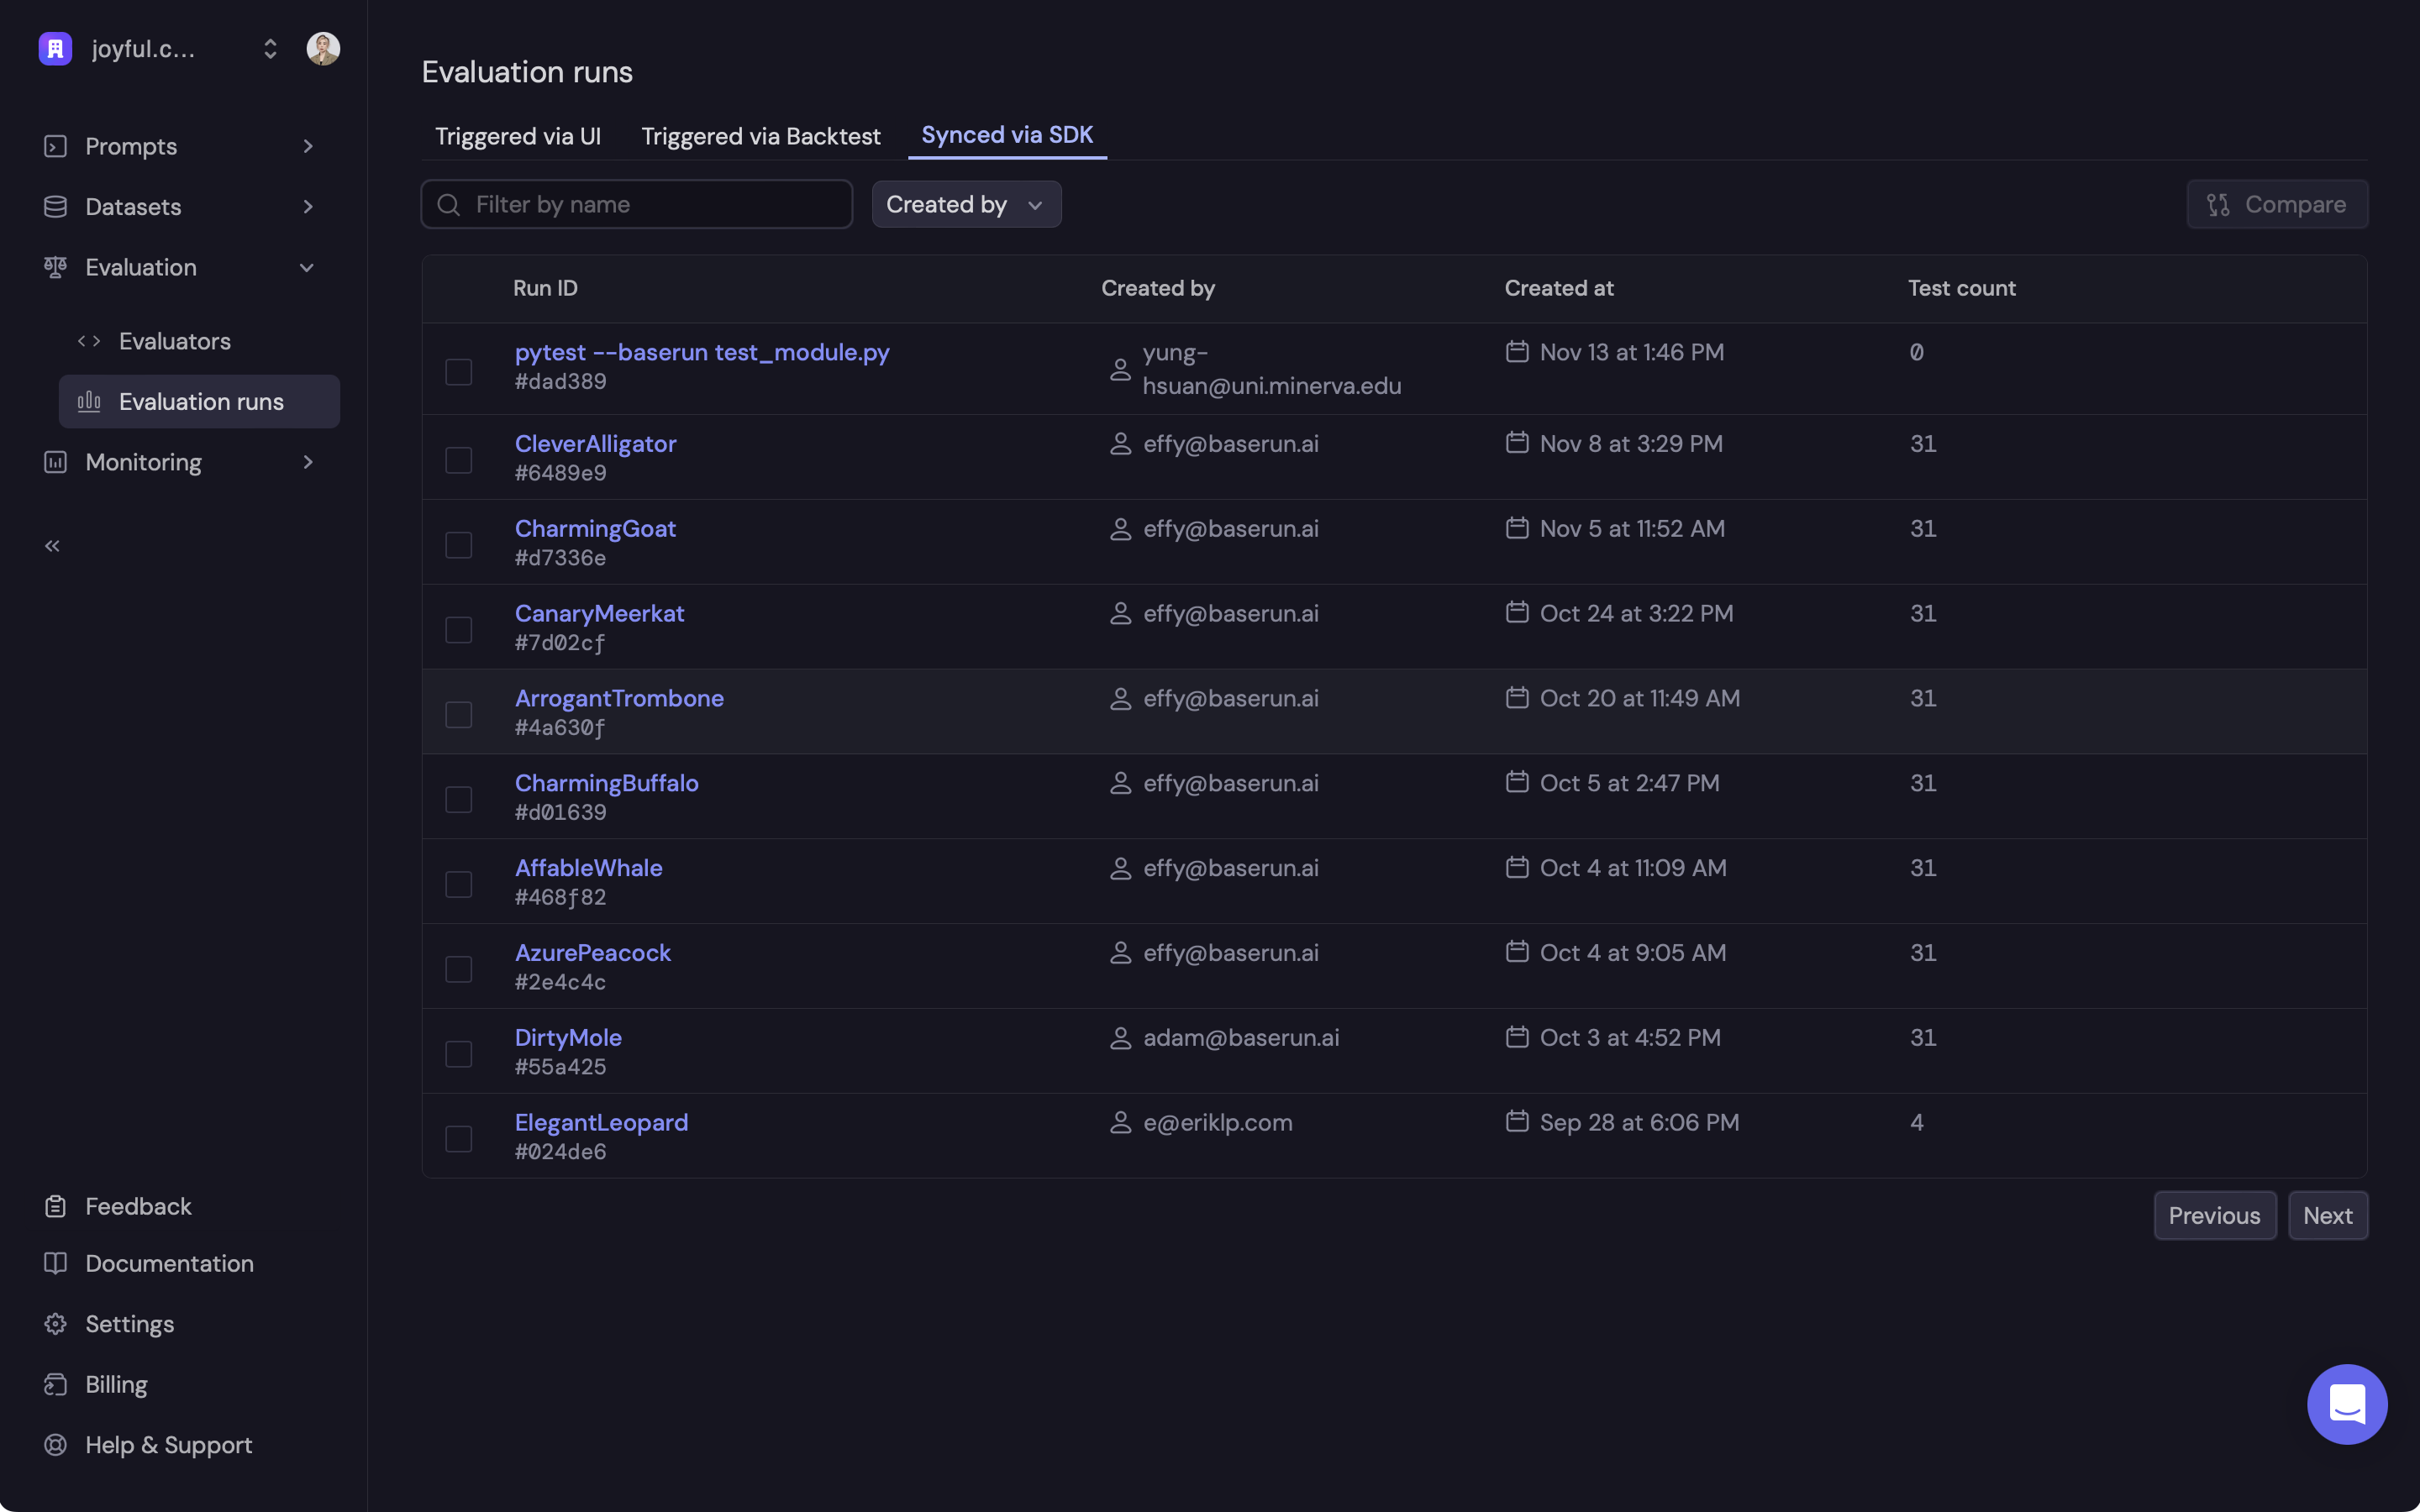 joyful.c...
Prompts
Datasets
Evaluation
Evaluators
Evaluation runs
Monitoring
Feedback
Documentation
Settings
Billing
Help & Support
Evaluation runs
Triggered via UI Triggered via Backtest Synced via SDK
Filter by name Created by Compare
Run ID Created by Created at Test count
pytest --baserun test_module.py yung- Nov 13 at 1:46 PM 0
#dad389 hsuan@uni.minerva.edu
CleverAlligator effy@baserun.ai Nov 8 at 3:29 PM 31
#6489e9
CharmingGoat effy@baserun.ai Nov 5 at 11:52 AM 31
#d7336e
CanaryMeerkat effy@baserun.ai Oct 24 at 3:22 PM 31
#7d02cf
ArrogantTrombone effy@baserun.ai Oct 20 at 11:49 AM 31
#4a630f
CharmingBuffalo effy@baserun.ai Oct 5 at 2:47 PM 31
#d01639
AffableWhale effy@baserun.ai Oct 4 at 11:09 AM 31
#468f82
AzurePeacock effy@baserun.ai Oct 4 at 9:05 AM 31
#2e4c4c
DirtyMole adam@baserun.ai Oct 3 at 4:52 PM 31
#55a425
ElegantLeopard e@eriklp.com Sep 28 at 6:06 PM 4
#024de6
Previous Next